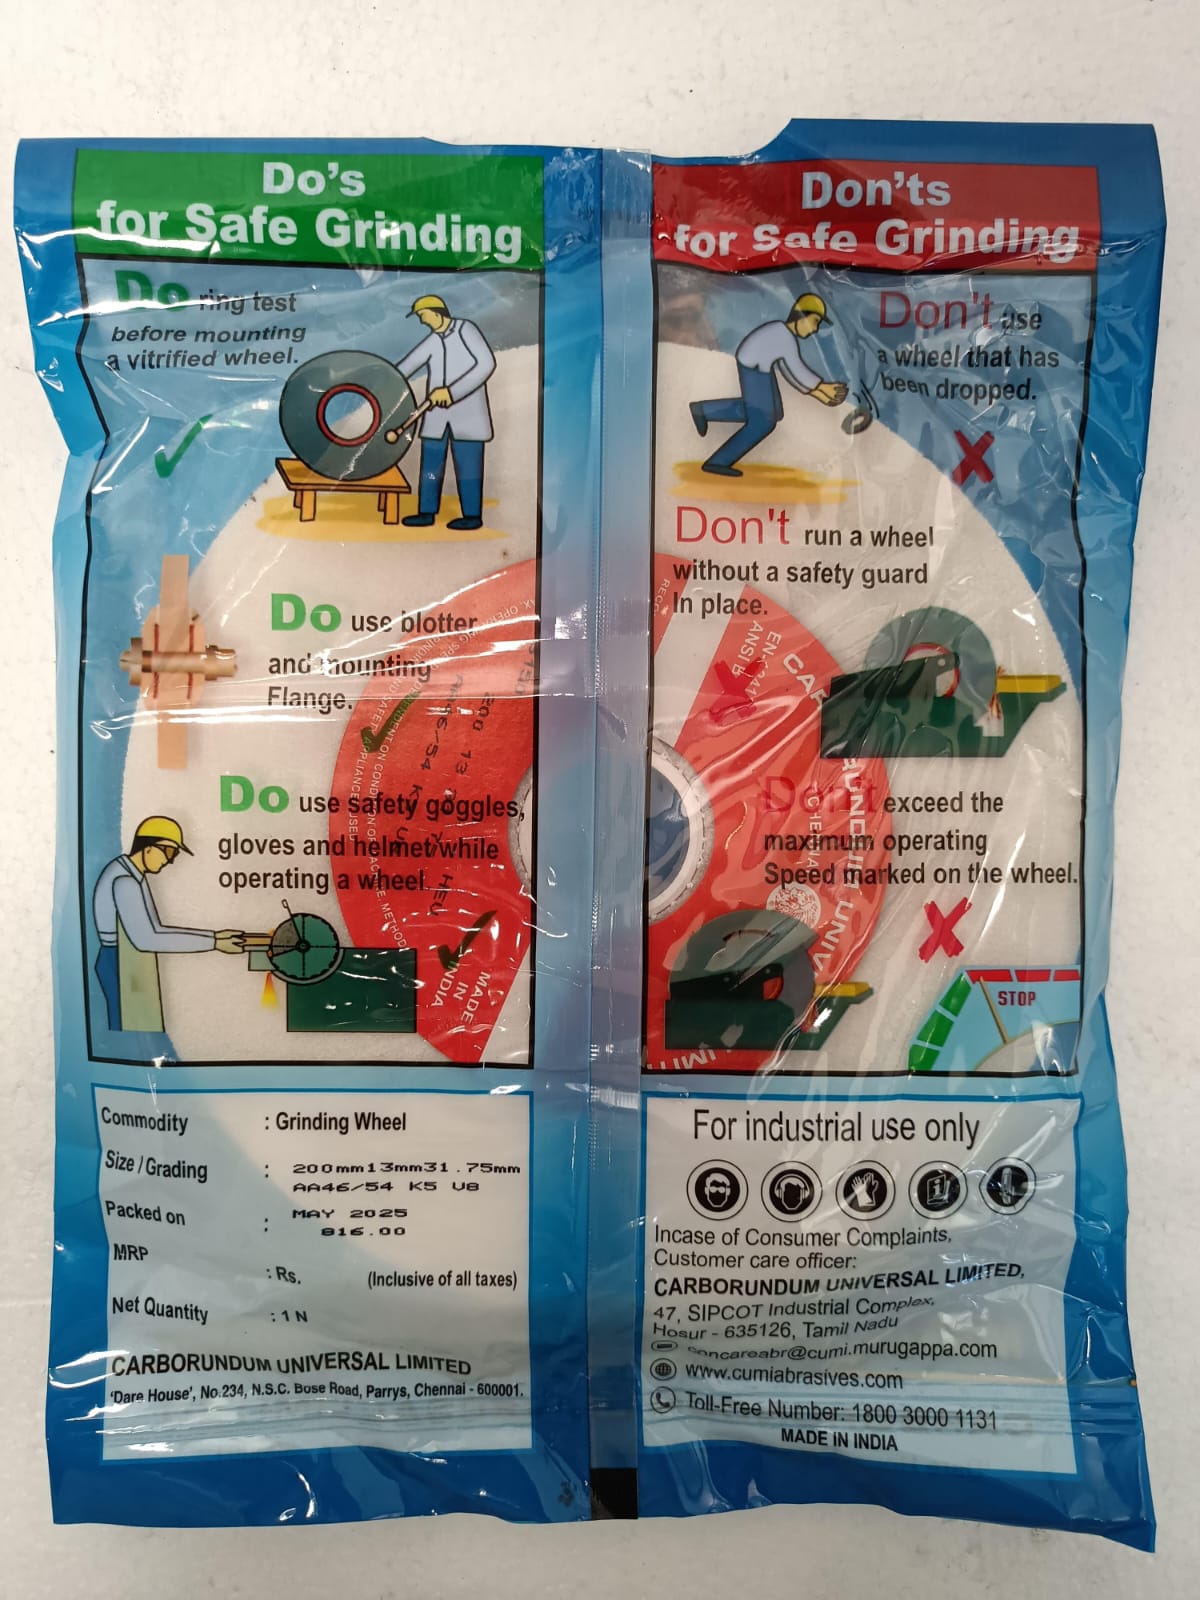 Do's
for Safe Grinding
Do ring test
before mounting
a vitrified wheel.
Do use blotter
and mounting
Flange.
Do use safety goggles,
gloves and helmet while
operating a wheel
MADE
IN
INDIA
Don'ts
for Safe Grinding
Don't use
a wheel that has
been dropped.
Don't run a wheel
without a safety guard
In place.
Don't exceed the
maximum operating
Speed marked on the wheel.
STOP
Commodity : Grinding Wheel
Size / Grading : 200mm13mm31.75mm
AA46/54 K5 V8
Packed on : MAY 2025
816.00
MRP : Rs. (Inclusive of all taxes)
Net Quantity : 1 N
CARBORUNDUM UNIVERSAL LIMITED
'Dare House', No.234, N.S.C. Bose Road, Parrys, Chennai - 600001.
For industrial use only
Incase of Consumer Complaints,
Customer care officer:
CARBORUNDUM UNIVERSAL LIMITED,
47, SIPCOT Industrial Complex,
Hosur - 635126, Tamil Nadu
www.cumiabrasives.com
Toll-Free Number: 1800 3000 1131
MADE IN INDIA